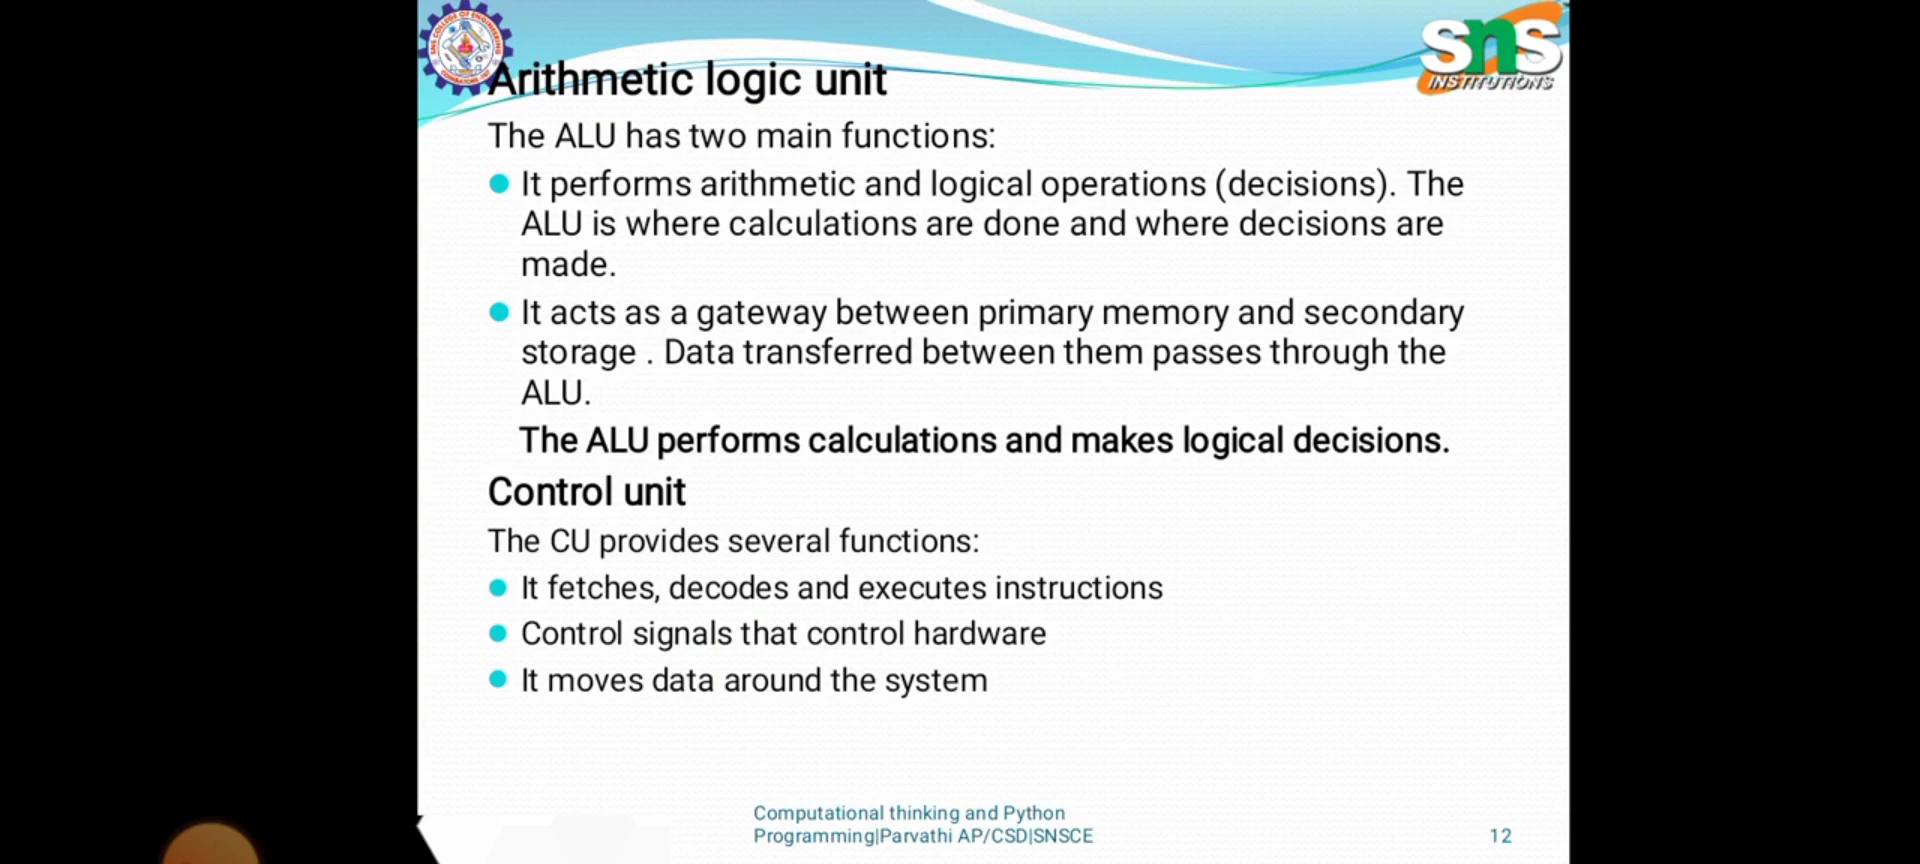 SNS COLLEGE OF ENGINEERING
sns
INSTITUTIONS
Arithmetic logic unit
The ALU has two main functions:
It performs arithmetic and logical operations (decisions). The
ALU is where calculations are done and where decisions are
made.
It acts as a gateway between primary memory and secondary
storage . Data transferred between them passes through the
ALU.
The ALU performs calculations and makes logical decisions.
Control unit
The CU provides several functions:
It fetches, decodes and executes instructions
Control signals that control hardware
It moves data around the system
Computational thinking and Python
Programming|Parvathi AP/CSD|SNSCE
12